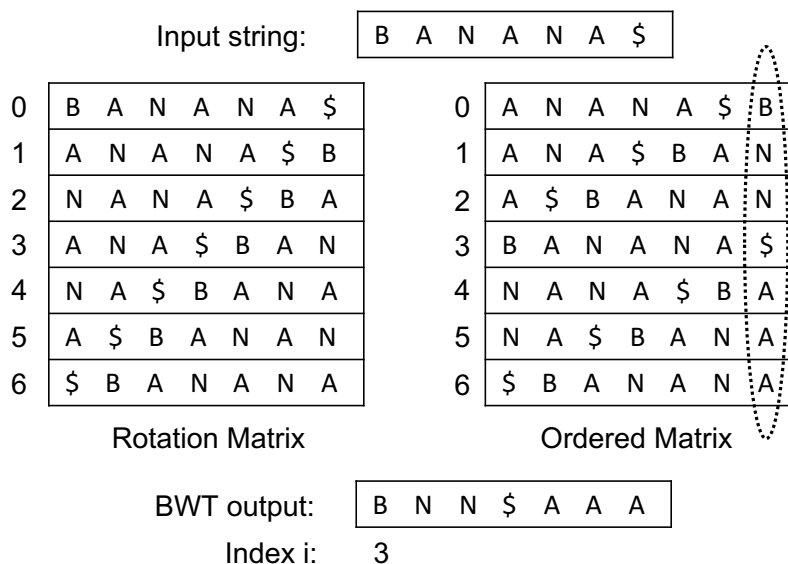 Input string: B A N A N A $
0 B A N A N A $
1 A N A N A $ B
2 N A N A $ B A
3 A N A $ B A N
4 N A $ B A N A
5 A $ B A N A N
6 $ B A N A N A
Rotation Matrix
0 A N A N A $ B
1 A N A $ B A N
2 A $ B A N A N
3 B A N A N A $
4 N A N A $ B A
5 N A $ B A N A
6 $ B A N A N A
Ordered Matrix
BWT output: B N N $ A A A
Index i: 3